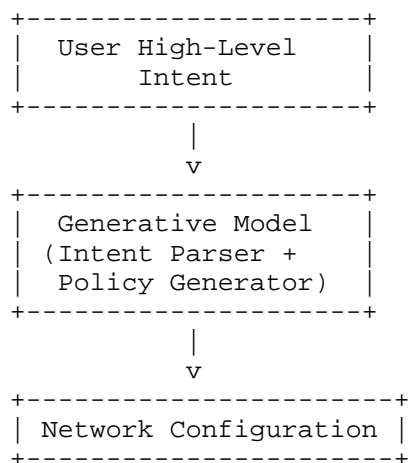 User High-Level
Intent
v
Generative Model
(Intent Parser +
Policy Generator)
v
Network Configuration